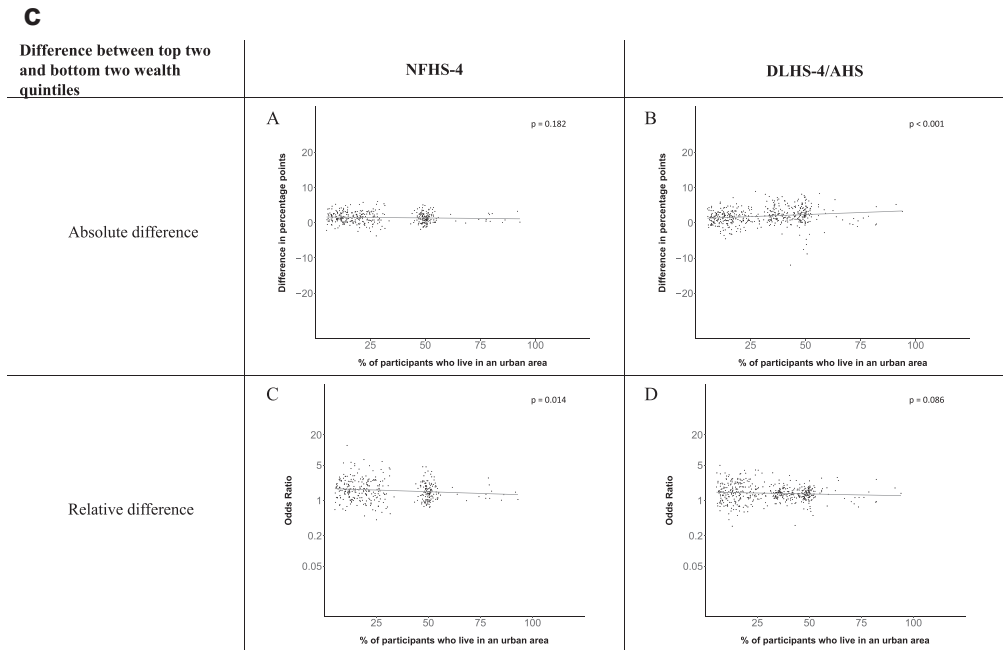 C
Difference between top two
and bottom two wealth
quintiles
NFHS-4
DLHS-4/AHS
Absolute difference
A
p = 0.182
Difference in percentage points
20
10
0
−10
−20
25
50
75
100
% of participants who live in an urban area
B
p < 0.001
Difference in percentage points
20
10
0
−10
−20
25
50
75
100
% of participants who live in an urban area
Relative difference
C
p = 0.014
Odds Ratio
20
5
1
0.2
0.05
25
50
75
100
% of participants who live in an urban area
D
p = 0.086
Odds Ratio
20
5
1
0.2
0.05
25
50
75
100
% of participants who live in an urban area